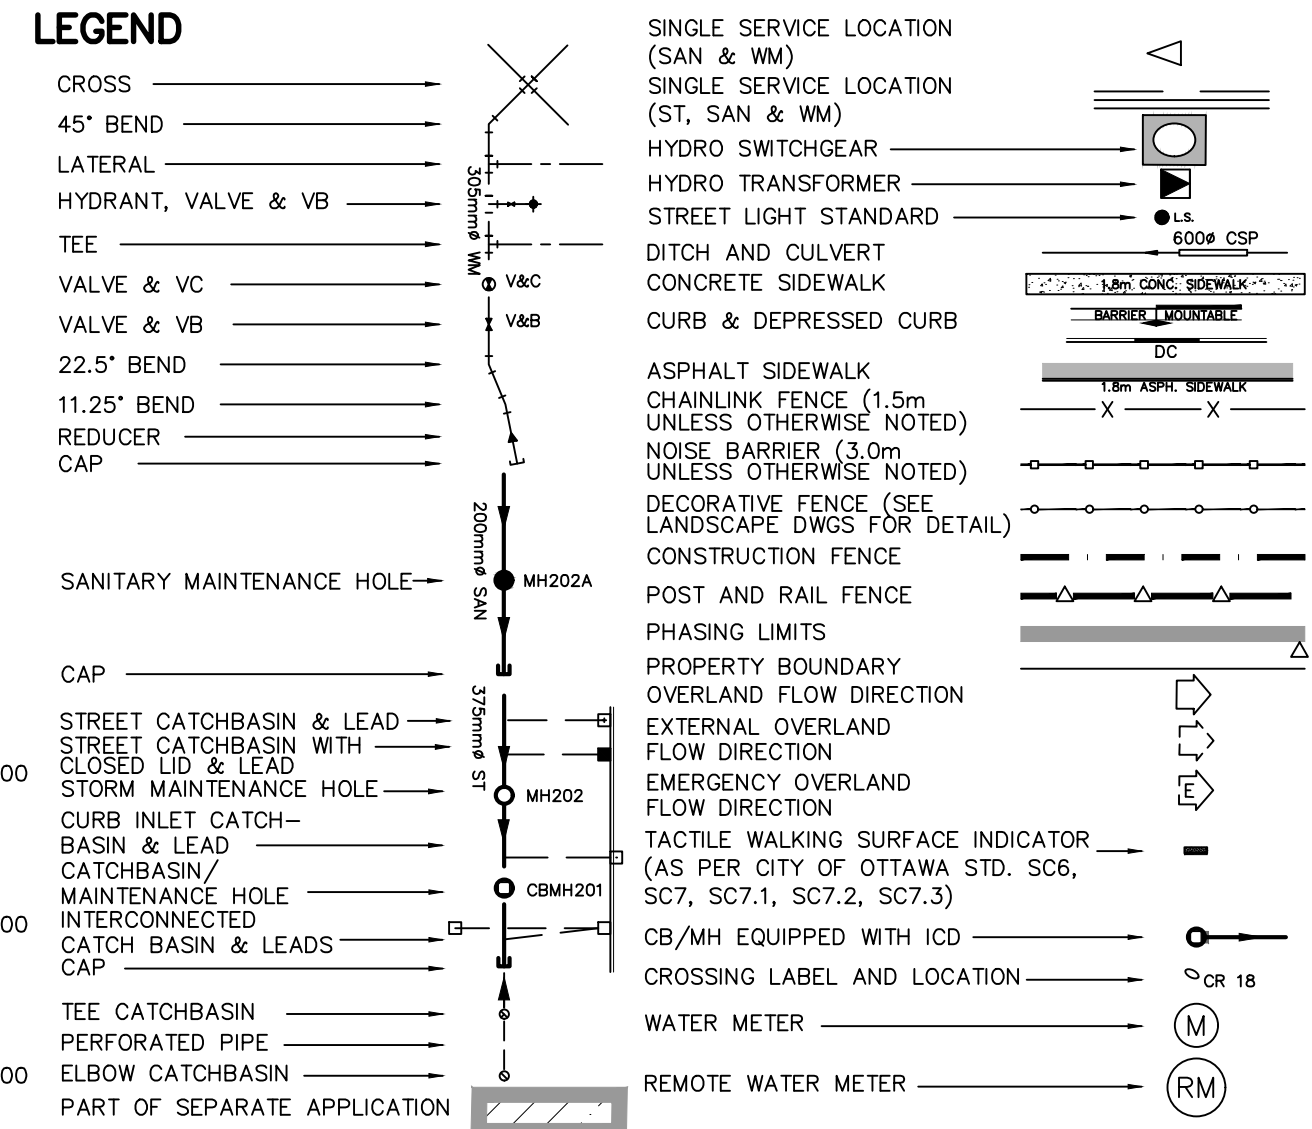 LEGEND
CROSS
45° BEND
LATERAL
HYDRANT, VALVE & VB
TEE
VALVE & VC
VALVE & VB
22.5° BEND
11.25° BEND
REDUCER
CAP
SANITARY MAINTENANCE HOLE
CAP
STREET CATCHBASIN & LEAD
STREET CATCHBASIN WITH
CLOSED LID & LEAD
00
STORM MAINTENANCE HOLE
CURB INLET CATCH-
BASIN & LEAD
CATCHBASIN/
MAINTENANCE HOLE
00
INTERCONNECTED
CATCH BASIN & LEADS
CAP
TEE CATCHBASIN
PERFORATED PIPE
00
ELBOW CATCHBASIN
PART OF SEPARATE APPLICATION
305mmø WM
V&C
V&B
200mmø SAN
MH202A
375mmø ST
MH202
CBMH201
SINGLE SERVICE LOCATION
(SAN & WM)
SINGLE SERVICE LOCATION
(ST, SAN & WM)
HYDRO SWITCHGEAR
HYDRO TRANSFORMER
STREET LIGHT STANDARD
L.S.
DITCH AND CULVERT
600ø CSP
CONCRETE SIDEWALK
1.8m CONC. SIDEWALK
CURB & DEPRESSED CURB
BARRIER MOUNTABLE
DC
ASPHALT SIDEWALK
1.8m ASPH. SIDEWALK
CHAINLINK FENCE (1.5m
UNLESS OTHERWISE NOTED)
X X
NOISE BARRIER (3.0m
UNLESS OTHERWISE NOTED)
DECORATIVE FENCE (SEE
LANDSCAPE DWGS FOR DETAIL)
CONSTRUCTION FENCE
POST AND RAIL FENCE
PHASING LIMITS
PROPERTY BOUNDARY
OVERLAND FLOW DIRECTION
EXTERNAL OVERLAND
FLOW DIRECTION
EMERGENCY OVERLAND
FLOW DIRECTION
E
TACTILE WALKING SURFACE INDICATOR
(AS PER CITY OF OTTAWA STD. SC6,
SC7, SC7.1, SC7.2, SC7.3)
CB/MH EQUIPPED WITH ICD
CROSSING LABEL AND LOCATION
CR 18
WATER METER
M
REMOTE WATER METER
RM